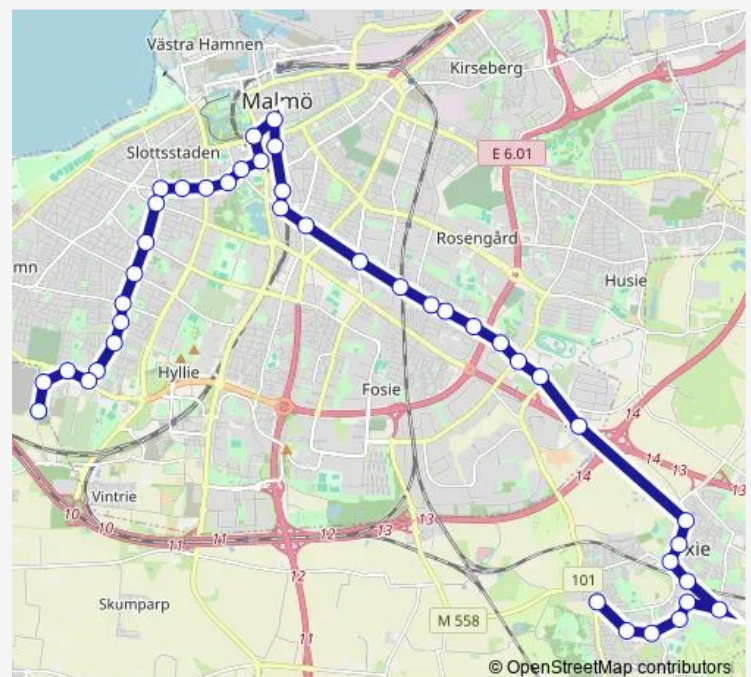 Västra Hamnen
Kirseberg
Malmö
Slottsstaden
E 6.01
Rosengård
mn
Husie
Hyllie
Fosie
14
13
14
13
Vintrie
10
10
11
11
12
13
13
12
xie
101
Skumparp
M 558
11
© OpenStreetMap contributors